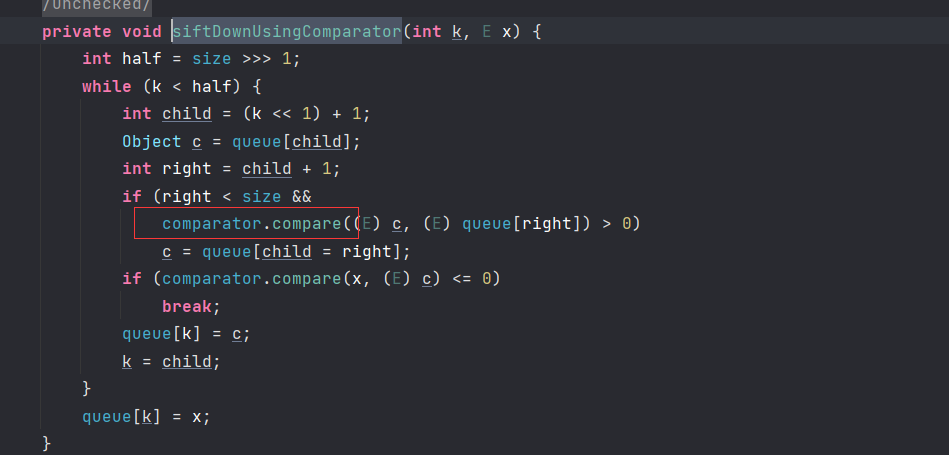 /Unchecked/
private void siftDownUsingComparator(int k, E x) {
    int half = size >>> 1;
    while (k < half) {
        int child = (k << 1) + 1;
        Object c = queue[child];
        int right = child + 1;
        if (right < size &&
            comparator.compare((E) c, (E) queue[right]) > 0)
            c = queue[child = right];
        if (comparator.compare(x, (E) c) <= 0)
            break;
        queue[k] = c;
        k = child;
    }
    queue[k] = x;
}